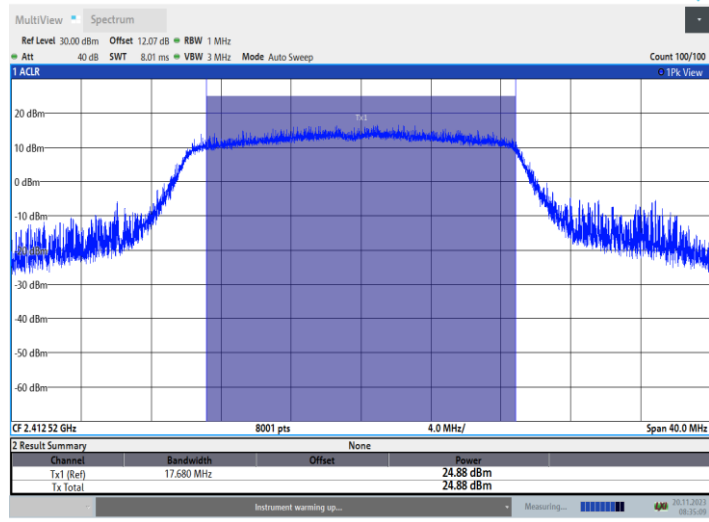 MultiView Spectrum
Ref Level 30.00 dBm Offset 12.07 dB RBW 1 MHz
Att 40 dB SWT 8.01 ms VBW 3 MHz Mode Auto Sweep Count 100/100
1 ACLR 1Pk View
Tx1
20 dBm
10 dBm
0 dBm
-10 dBm
-20 dBm
-30 dBm
-40 dBm
-50 dBm
-60 dBm
CF 2.412 52 GHz 8001 pts 4.0 MHz/ Span 40.0 MHz
2 Result Summary None
Channel Bandwidth Offset Power
Tx1 (Ref) 17.680 MHz 24.88 dBm
Tx Total 24.88 dBm
Instrument warming up... Measuring... 20.11.2023
08:35:09